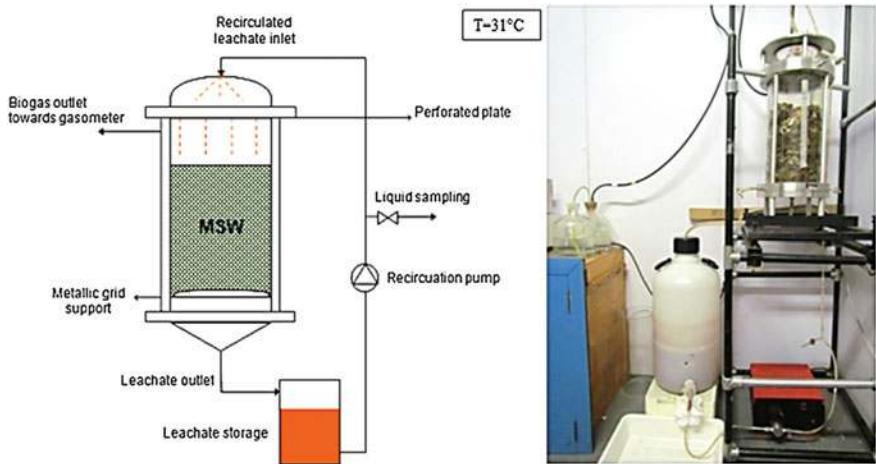 Recirculated
leachate inlet
T=31°C
Biogas outlet
towards gasometer
Perforated plate
Liquid sampling
MSW
Recircuation pump
Metallic grid
support
Leachate outlet
Leachate storage